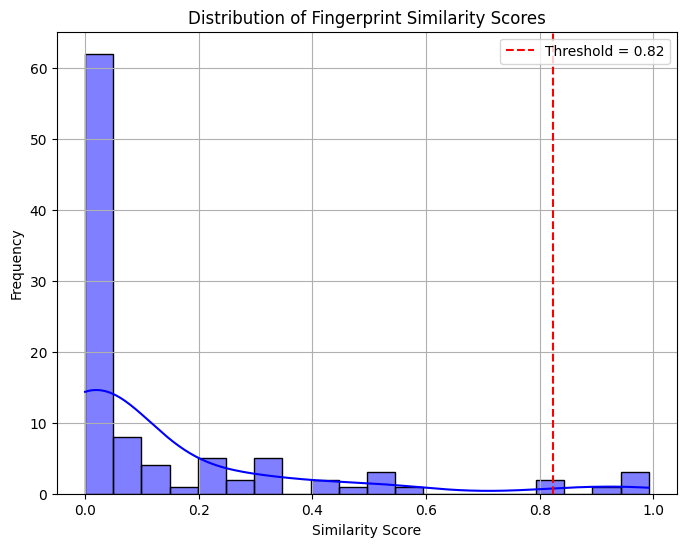 Distribution of Fingerprint Similarity Scores
Threshold = 0.82
60
50
40
30
20
10
0
Frequency
0.0 0.2 0.4 0.6 0.8 1.0
Similarity Score